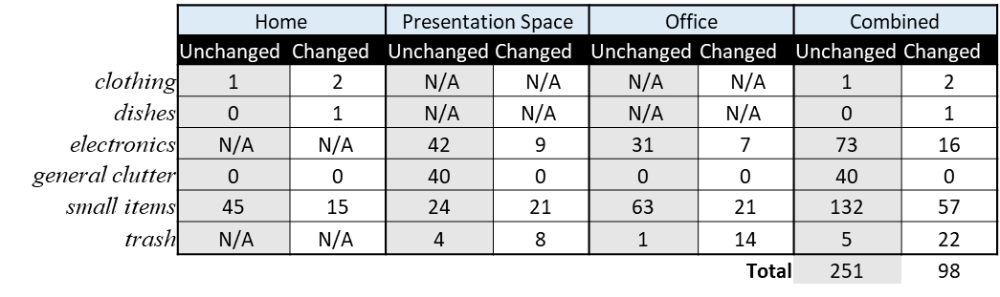 Home Presentation Space Office Combined
Unchanged Changed Unchanged Changed Unchanged Changed Unchanged Changed
clothing 1 2 N/A N/A N/A N/A 1 2
dishes 0 1 N/A N/A N/A N/A 0 1
electronics N/A N/A 42 9 31 7 73 16
general clutter 0 0 40 0 0 0 40 0
small items 45 15 24 21 63 21 132 57
trash N/A N/A 4 8 1 14 5 22
Total 251 98